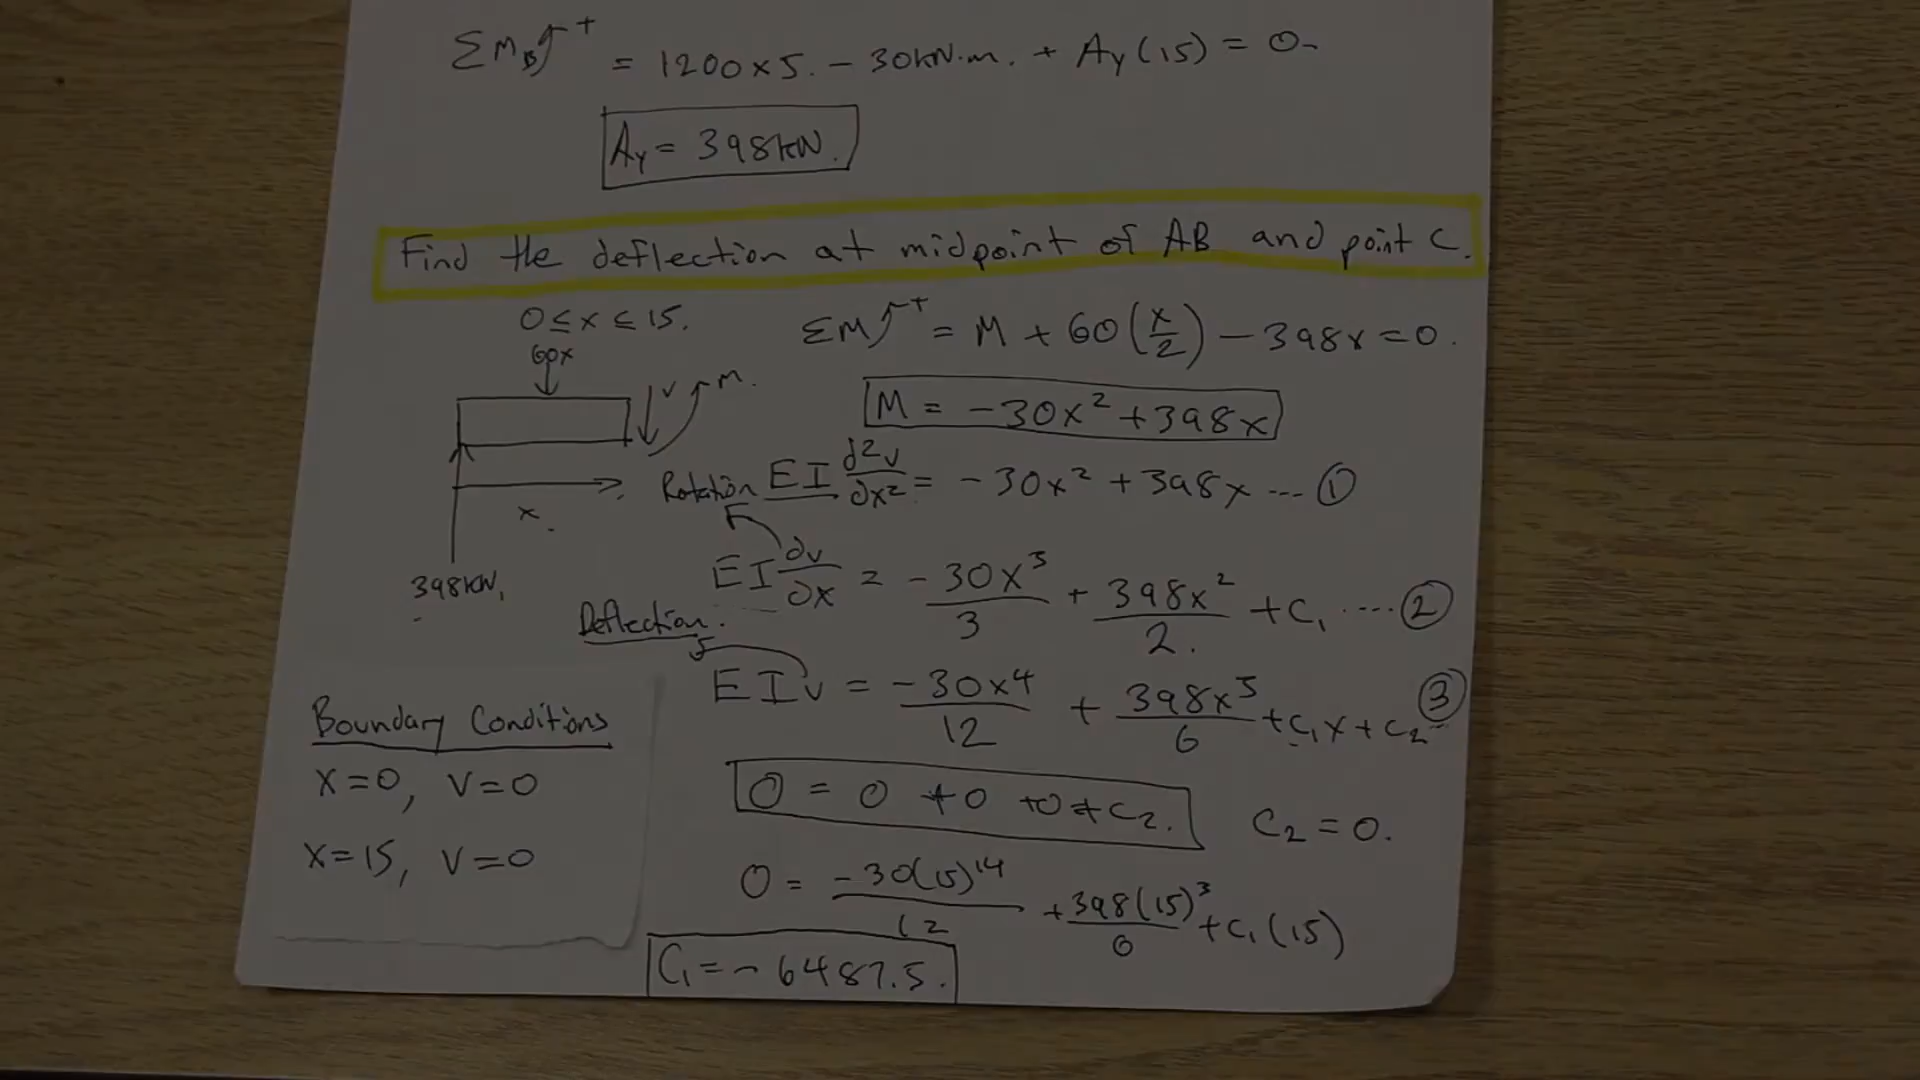 ΣM_B + = 1200×5. - 30kN.m. + Ay(15) = 0-
Ay = 398kN.
Find the deflection at midpoint of AB and point C.
0≤x≤15.
60x
V M.
x.
398kN,
ΣM + = M + 60(x/2) - 398x = 0.
M = -30x² + 398x
Rotation EI d²v/dx² = -30x² + 398x ... ①
EI dv/dx = -30x³/3 + 398x²/2. + C₁ .... ②
Deflection.
EIv = -30x⁴/12 + 398x³/6 + C₁x + C₂ ③
Boundary Conditions
x=0, v=0
x=15, v=0
0 = 0 + 0 + 0 + C₂.
C₂ = 0.
0 = -30(15)¹⁴/12 + 398(15)³/6 + C₁(15)
C₁ = -6487.5.